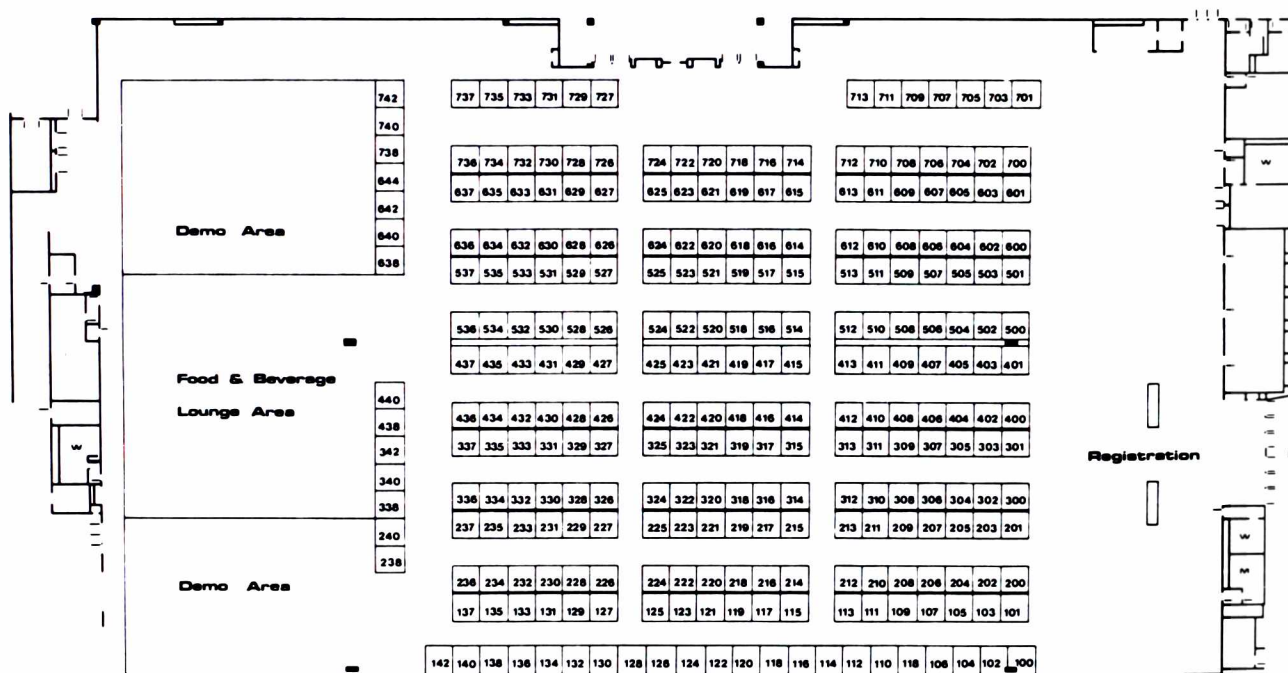 742 737 735 733 731 729 727 713 711 709 707 705 703 701
740
738 736 734 732 730 728 726 724 722 720 718 716 714 712 710 708 706 704 702 700
W
644 637 635 633 631 629 627 625 623 621 619 617 615 613 611 609 607 605 603 601
642
Demo Area
640 636 634 632 630 628 626 624 622 620 618 616 614 612 610 608 606 604 602 600
638 537 535 533 531 529 527 525 523 521 519 517 515 513 511 509 507 505 503 501
536 534 532 530 528 526 524 522 520 518 516 514 512 510 508 506 504 502 500
437 435 433 431 429 427 425 423 421 419 417 415 413 411 409 407 405 403 401
Food & Beverage
Lounge Area
440
438 436 434 432 430 428 426 424 422 420 418 416 414 412 410 408 406 404 402 400
W
342 337 335 333 331 329 327 325 323 321 319 317 315 313 311 309 307 305 303 301
Registration
340
338 336 334 332 330 328 326 324 322 320 318 316 314 312 310 308 306 304 302 300
240 237 235 233 231 229 227 225 223 221 219 217 215 213 211 209 207 205 203 201
W
238
M
Demo Area
236 234 232 230 228 226 224 222 220 218 216 214 212 210 208 206 204 202 200
137 135 133 131 129 127 125 123 121 119 117 115 113 111 109 107 105 103 101
142 140 138 136 134 132 130 128 126 124 122 120 118 116 114 112 110 118 106 104 102 100